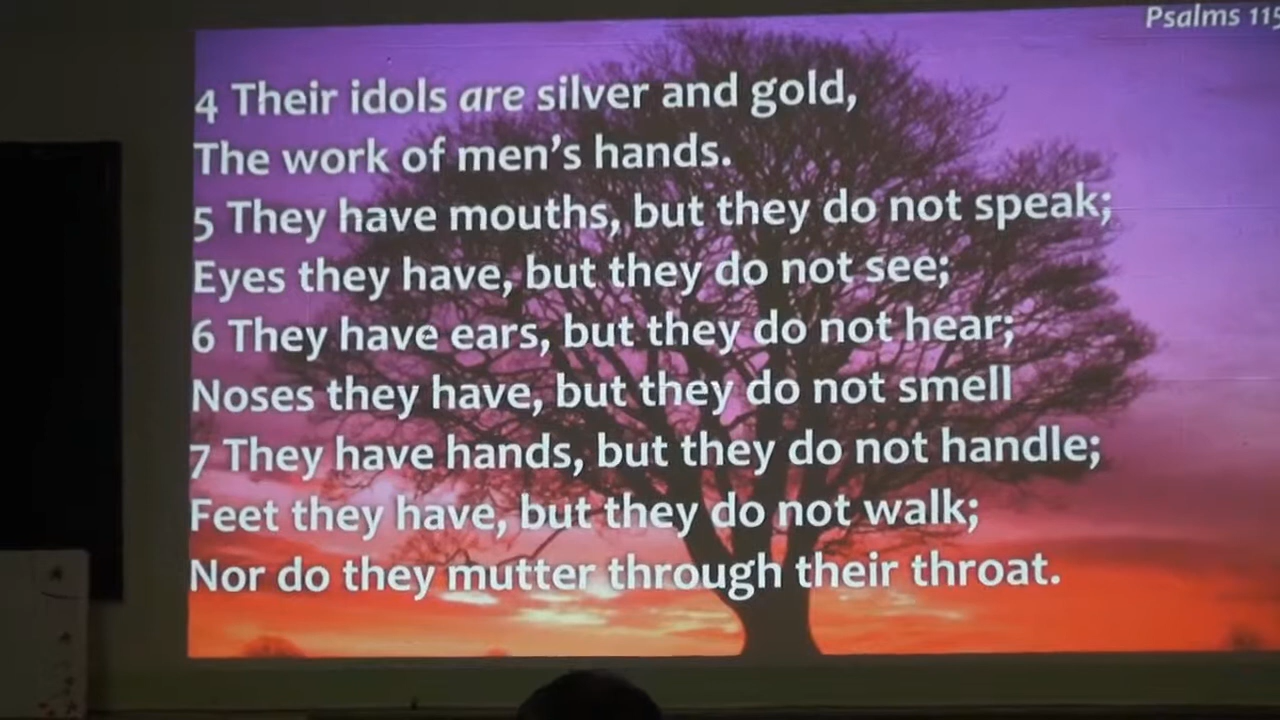 Psalms 115
4 Their idols are silver and gold,
The work of men’s hands.
5 They have mouths, but they do not speak;
Eyes they have, but they do not see;
6 They have ears, but they do not hear;
Noses they have, but they do not smell
7 They have hands, but they do not handle;
Feet they have, but they do not walk;
Nor do they mutter through their throat.